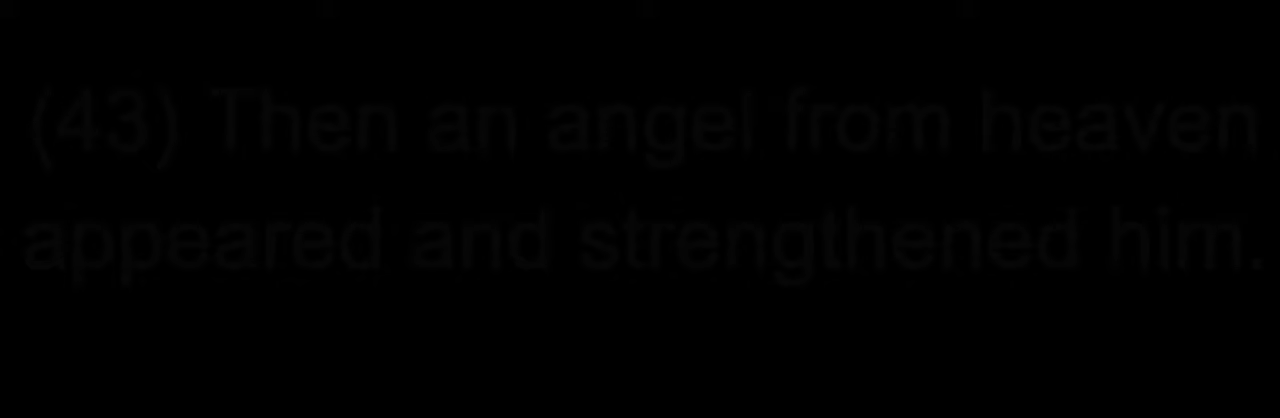 (43) Then an angel from heaven
appeared and strengthened him.